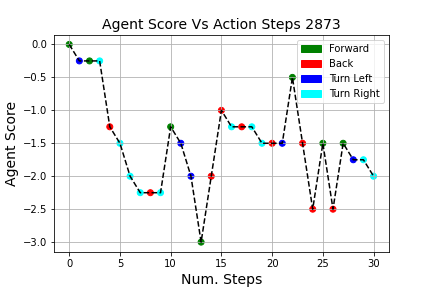 Agent Score Vs Action Steps 2873
Agent Score
0.0
−0.5
−1.0
−1.5
−2.0
−2.5
−3.0
Forward
Back
Turn Left
Turn Right
0 5 10 15 20 25 30
Num. Steps